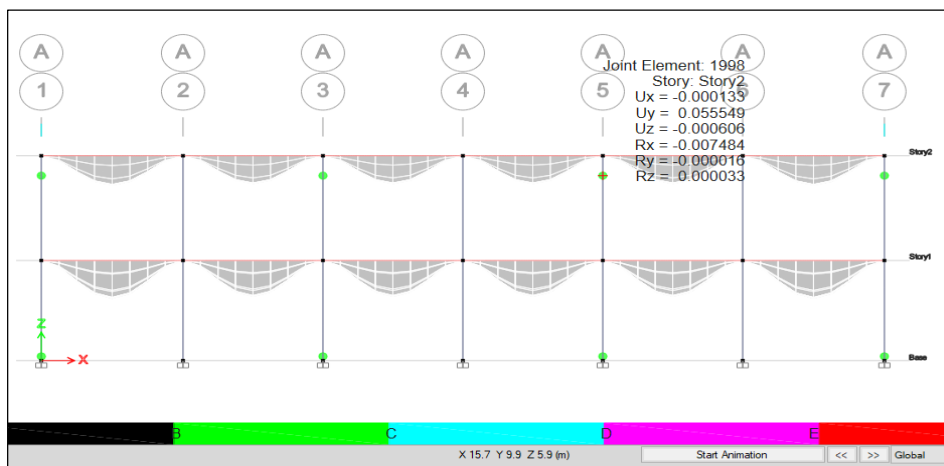 A A A A A A A
1 2 3 4 5 6 7
Joint Element: 1998
Story: Story2
Ux = -0.000133
Uy = 0.055549
Uz = -0.000606
Rx = -0.007484
Ry = -0.000016
Rz = 0.000033
Story2
Story1
Z
X
Base
B C D E
X 15.7 Y 9.9 Z 5.9 (m) Start Animation << >> Global